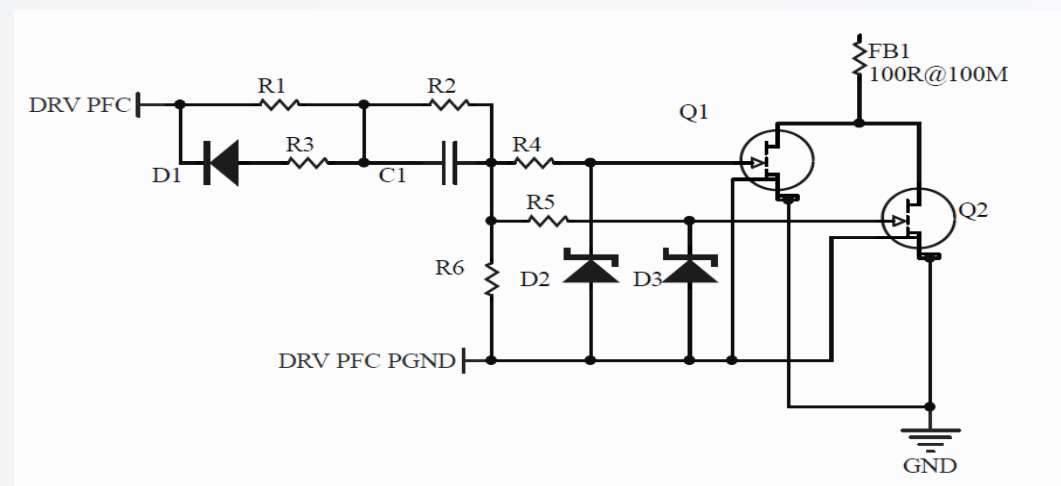 FB1
100R@100M
DRV PFC
R1
R2
Q1
D1
R3
C1
R4
R5
Q2
R6
D2
D3
DRV PFC PGND
GND